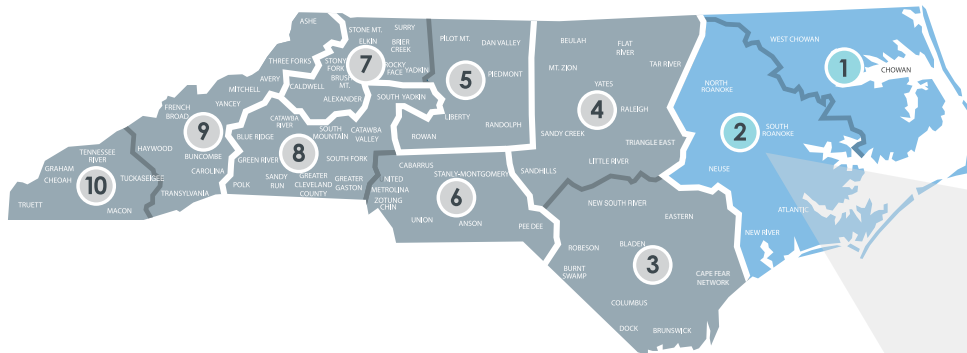 ASHE
THREE FORKS
AVERY
MITCHELL
YANCEY
FRENCH
BROAD
9
BUNCOMBE
HAYWOOD
CAROLINA
TRANSYLVANIA
TENNESSEE
RIVER
GRAHAM
CHEOAH
10
TUCKASEIGEE
TRUETT
MACON
STONE MT.
SURRY
ELKIN
BRIER
CREEK
STONY
FORK
7
ROCKY
FACE
YADKIN
BRUSHY
MT.
CALDWELL
ALEXANDER
CATAWBA
RIVER
SOUTH
MOUNTAIN
CATAWBA
VALLEY
BLUE RIDGE
8
GREEN RIVER
SOUTH FORK
POLK
SANDY
RUN
GREATER
CLEVELAND
COUNTY
GREATER
GASTON
PILOT MT.
DAN VALLEY
5
PIEDMONT
SOUTH YADKIN
LIBERTY
RANDOLPH
ROWAN
CABARRUS
STANLY-MONTGOMERY
NITED
METROLINA
ZOTUNG
CHIN
6
UNION
ANSON
PEE DEE
SANDHILLS
BEULAH
FLAT
RIVER
MT. ZION
TAR RIVER
YATES
4
RALEIGH
SANDY CREEK
TRIANGLE EAST
LITTLE RIVER
NEW SOUTH RIVER
EASTERN
ROBESON
BLADEN
3
BURNT
SWAMP
CAPE FEAR
NETWORK
COLUMBUS
DOCK
BRUNSWICK
WEST CHOWAN
1
CHOWAN
NORTH
ROANOKE
2
SOUTH
ROANOKE
NEUSE
ATLANTIC
NEW RIVER